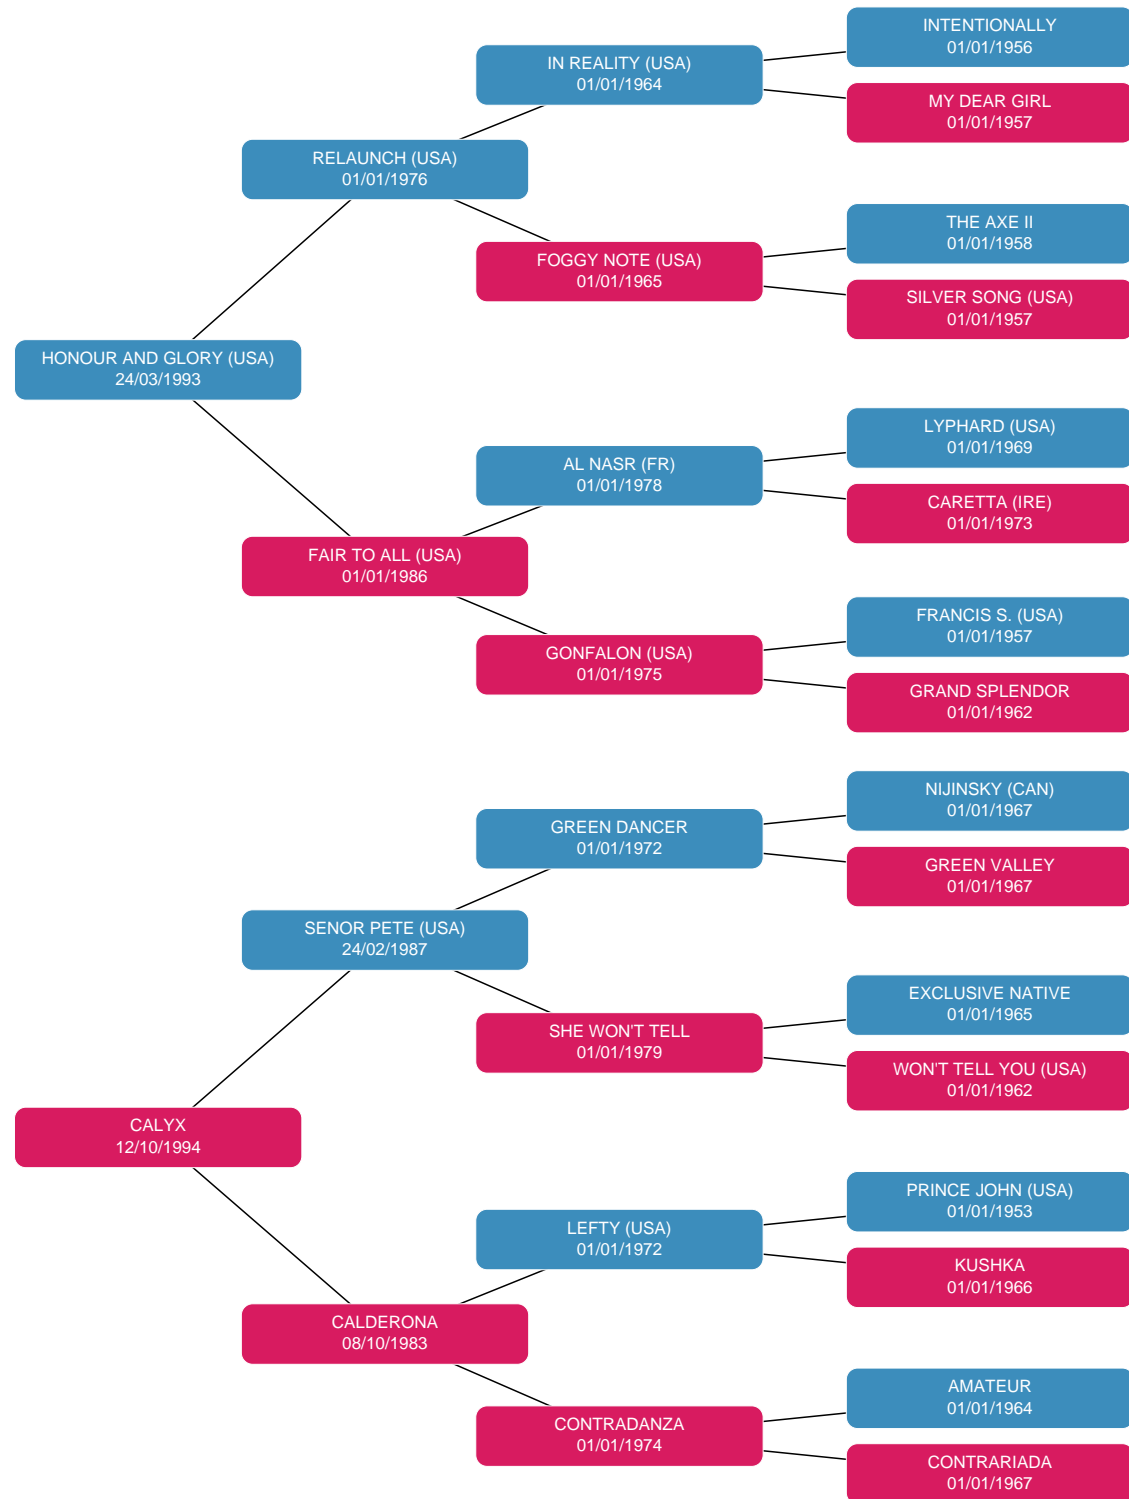 INTENTIONALLY
01/01/1956
IN REALITY (USA)
01/01/1964
MY DEAR GIRL
01/01/1957
RELAUNCH (USA)
01/01/1976
THE AXE II
01/01/1958
FOGGY NOTE (USA)
01/01/1965
SILVER SONG (USA)
01/01/1957
HONOUR AND GLORY (USA)
24/03/1993
LYPHARD (USA)
01/01/1969
AL NASR (FR)
01/01/1978
CARETTA (IRE)
01/01/1973
FAIR TO ALL (USA)
01/01/1986
FRANCIS S. (USA)
01/01/1957
GONFALON (USA)
01/01/1975
GRAND SPLENDOR
01/01/1962
NIJINSKY (CAN)
01/01/1967
GREEN DANCER
01/01/1972
GREEN VALLEY
01/01/1967
SENOR PETE (USA)
24/02/1987
EXCLUSIVE NATIVE
01/01/1965
SHE WON'T TELL
01/01/1979
WON'T TELL YOU (USA)
01/01/1962
CALYX
12/10/1994
PRINCE JOHN (USA)
01/01/1953
LEFTY (USA)
01/01/1972
KUSHKA
01/01/1966
CALDERONA
08/10/1983
AMATEUR
01/01/1964
CONTRADANZA
01/01/1974
CONTRARIADA
01/01/1967